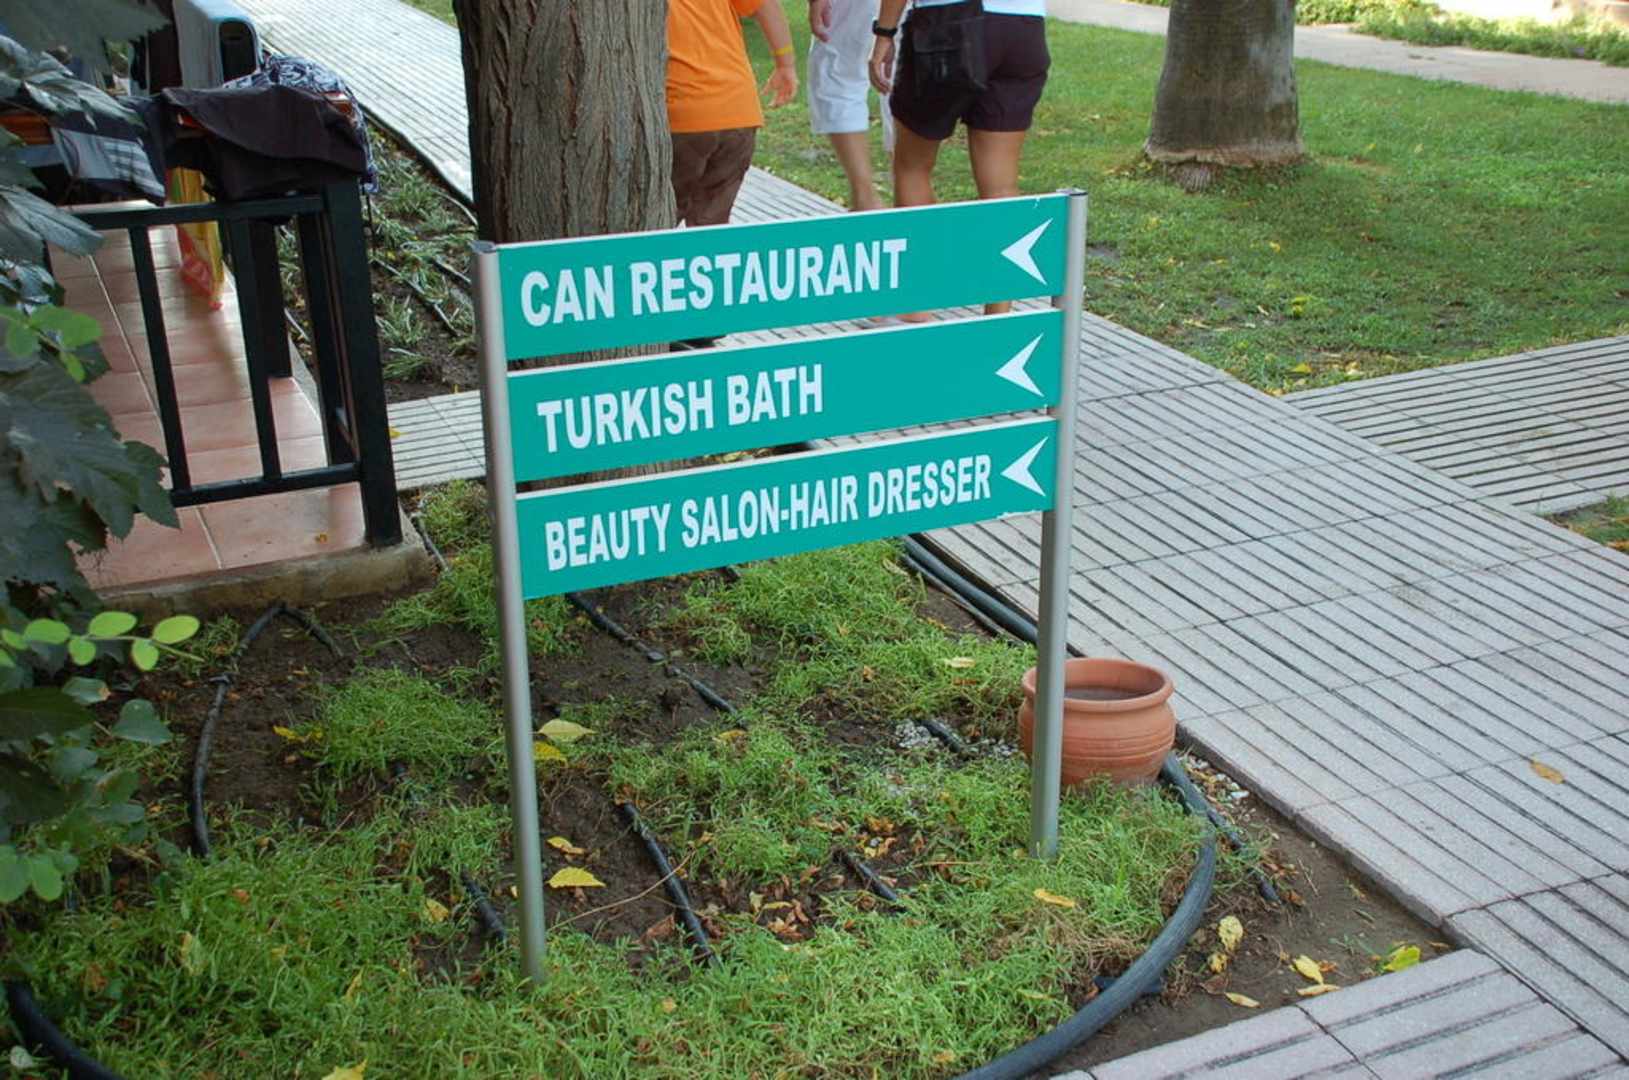 CAN RESTAURANT
TURKISH BATH
BEAUTY SALON-HAIR DRESSER